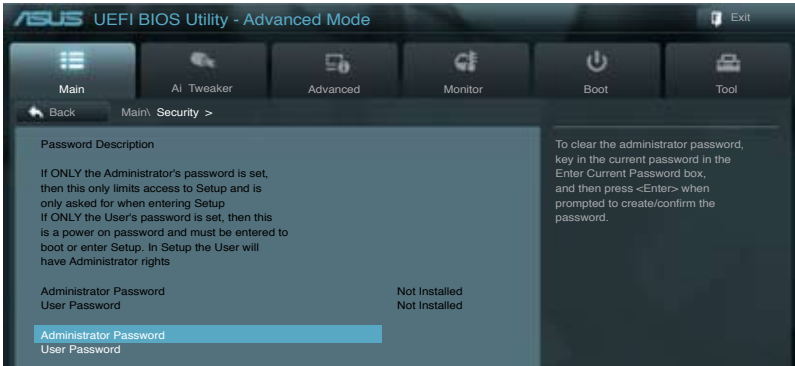 ASUS UEFI BIOS Utility - Advanced Mode
Exit
Main
Ai Tweaker
Advanced
Monitor
Boot
Tool
Back
Main\ Security >
Password Description
If ONLY the Administrator's password is set,
then this only limits access to Setup and is
only asked for when entering Setup
If ONLY the User's password is set, then this
is a power on password and must be entered to
boot or enter Setup. In Setup the User will
have Administrator rights
Administrator Password Not Installed
User Password Not Installed
Administrator Password
User Password
To clear the administrator password,
key in the current password in the
Enter Current Password box,
and then press <Enter> when
prompted to create/confirm the
password.